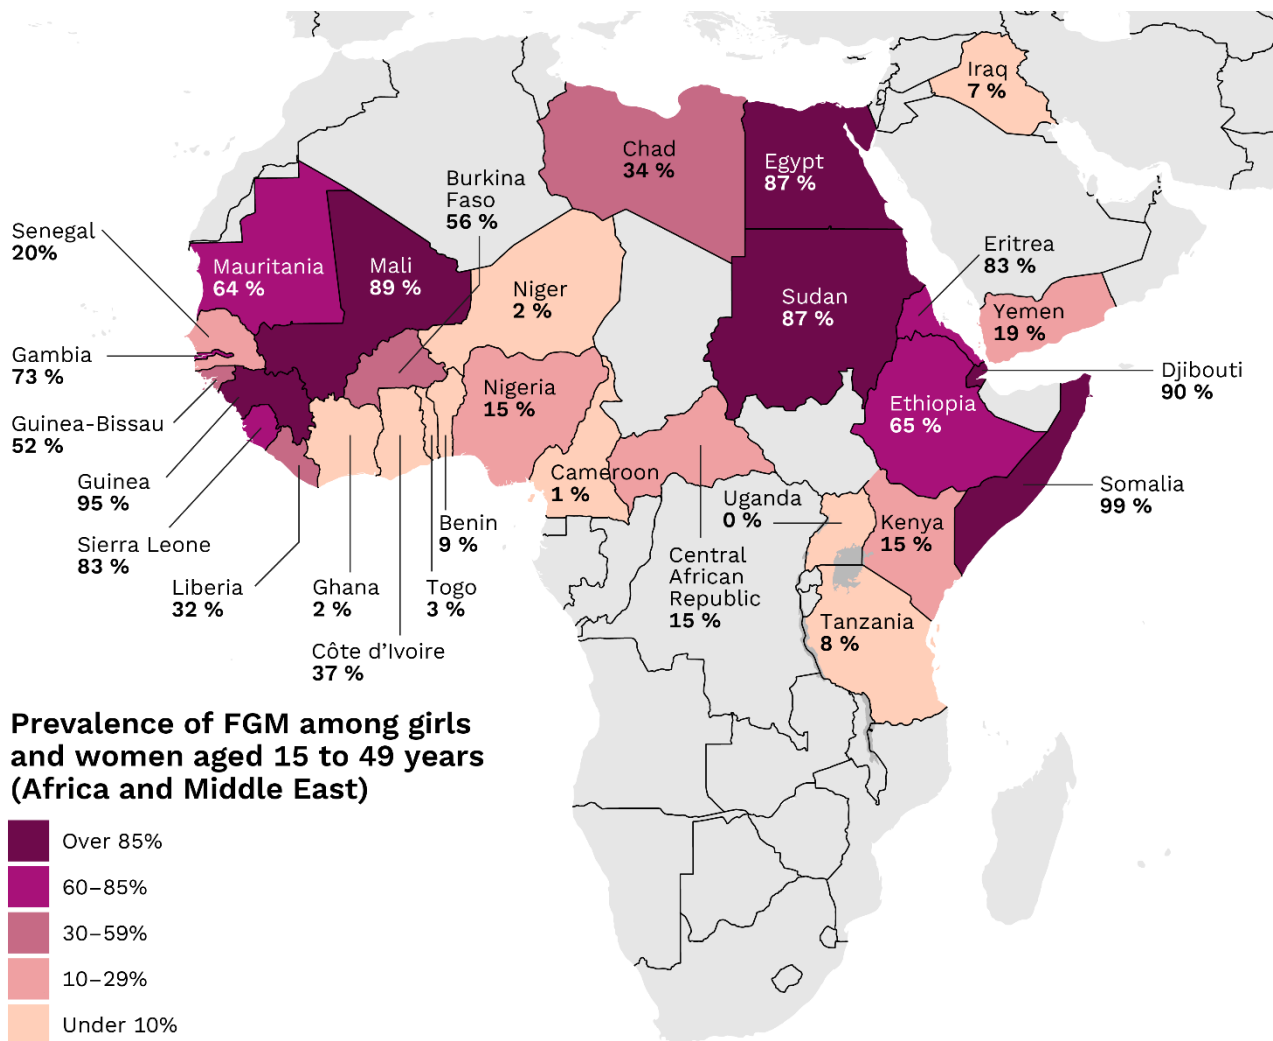 Iraq
7 %
Chad
34 %
Egypt
87 %
Burkina
Faso
56 %
Senegal
20%
Mauritania
64 %
Mali
89 %
Niger
2 %
Sudan
87 %
Eritrea
83 %
Yemen
19 %
Gambia
73 %
Djibouti
90 %
Nigeria
15 %
Ethiopia
65 %
Guinea-Bissau
52 %
Guinea
95 %
Cameroon
1 %
Uganda
0 %
Kenya
15 %
Somalia
99 %
Sierra Leone
83 %
Benin
9 %
Liberia
32 %
Ghana
2 %
Togo
3 %
Côte d’Ivoire
37 %
Central
African
Republic
15 %
Tanzania
8 %
Prevalence of FGM among girls
and women aged 15 to 49 years
(Africa and Middle East)
Over 85%
60–85%
30–59%
10–29%
Under 10%